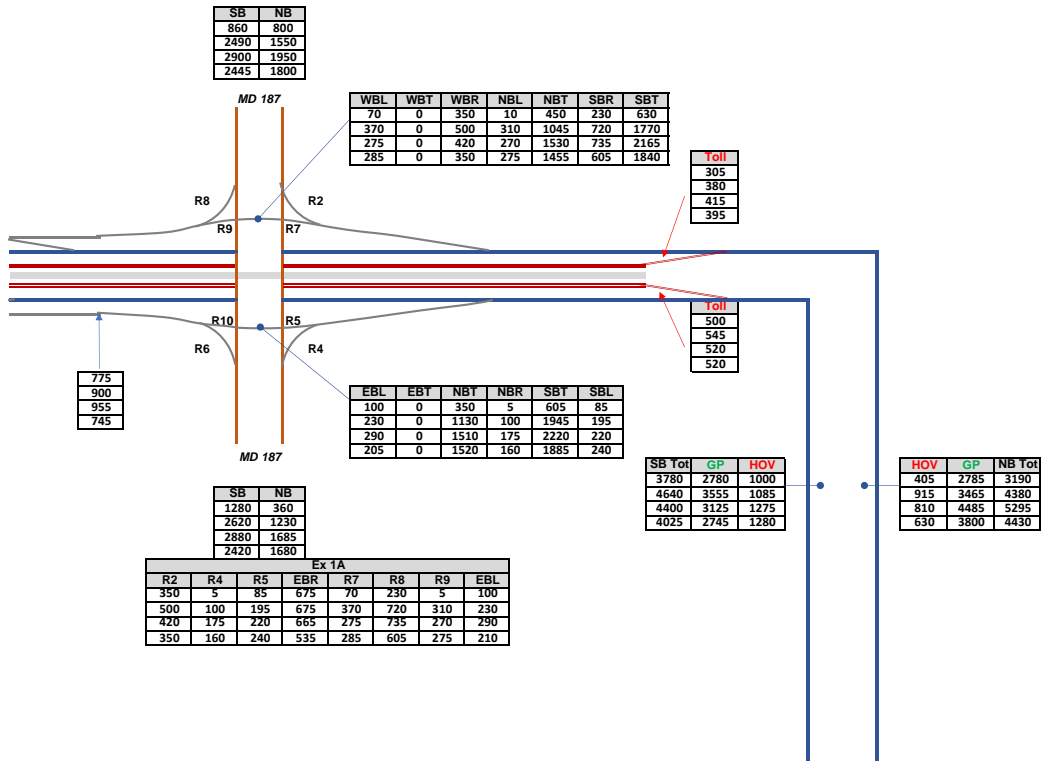 SB NB
860 800
2490 1550
2900 1950
2445 1800
MD 187
WBL WBT WBR NBL NBT SBR SBT
70 0 350 10 450 230 630
370 0 500 310 1045 720 1770
275 0 420 270 1530 735 2165
285 0 350 275 1455 605 1840
Toll
305
380
415
395
R8 R2
R9 R7
R10 R5
R6 R4
Toll
500
545
520
520
775
900
955
745
EBL EBT NBT NBR SBT SBL
100 0 350 5 605 85
230 0 1130 100 1945 195
290 0 1510 175 2220 220
205 0 1520 160 1885 240
MD 187
SB Tot GP HOV
3780 2780 1000
4640 3555 1085
4400 3125 1275
4025 2745 1280
HOV GP NB Tot
405 2785 3190
915 3465 4380
810 4485 5295
630 3800 4430
SB NB
1280 360
2620 1230
2880 1685
2420 1680
Ex 1A
R2 R4 R5 EBR R7 R8 R9 EBL
350 5 85 675 70 230 5 100
500 100 195 675 370 720 310 230
420 175 220 665 275 735 270 290
350 160 240 535 285 605 275 210